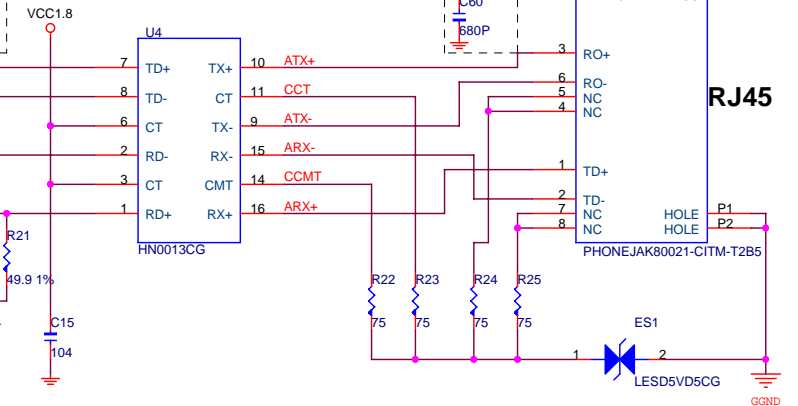 VCC1.8
C60
680P
U4
7 TD+ TX+ 10 ATX+
8 TD- CT 11 CCT
6 CT TX- 9 ATX-
2 RD- RX- 15 ARX-
3 CT CMT 14 CCMT
1 RD+ RX+ 16 ARX+
HN0013CG
3 RO+
6 RO-
5 NC
4 NC
RJ45
1 TD+
2 TD-
7 NC HOLE P1
8 NC HOLE P2
PHONEJAK80021-CITM-T2B5
R21
49.9 1%
C15
104
R22 R23 R24 R25
75 75 75 75
ES1
1 2
LESD5VD5CG
GGND